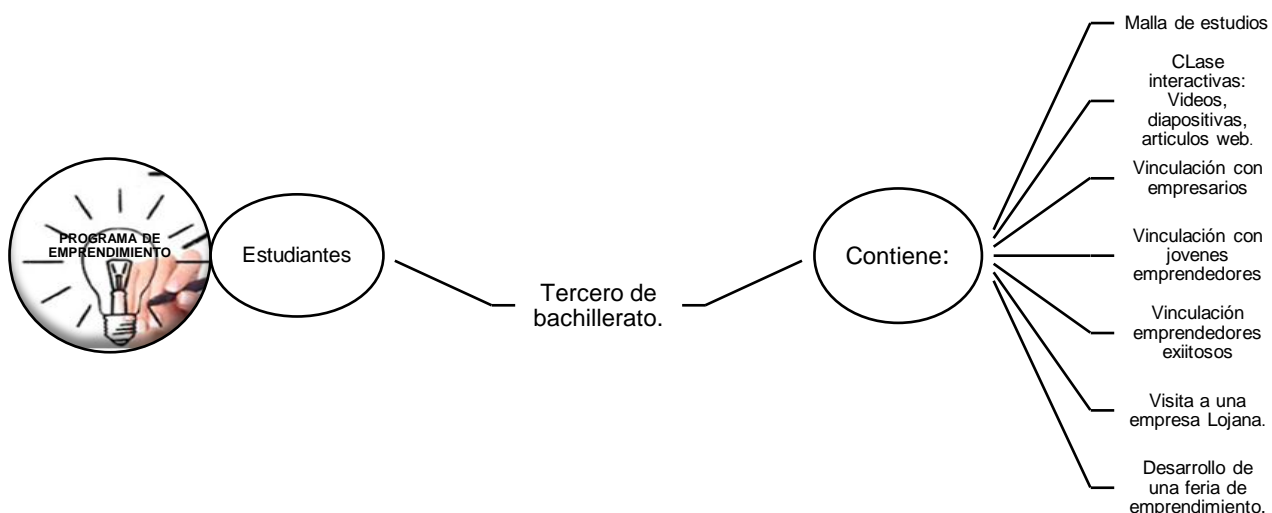 PROGRAMA DE
EMPRENDIMIENTO
Estudiantes
Tercero de
bachillerato.
Contiene:
Malla de estudios
CLase
interactivas:
Videos,
diapositivas,
articulos web.
Vinculación con
empresarios
Vinculación con
jovenes
emprendedores
Vinculación
emprendedores
exiitosos
Visita a una
empresa Lojana.
Desarrollo de
una feria de
emprendimiento.